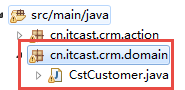 src/main/java
cn.itcast.crm.action
cn.itcast.crm.domain
CstCustomer.java